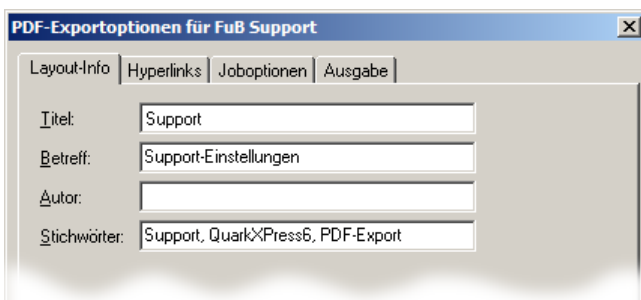 PDF-Exportoptionen für FuB Support
Layout-Info Hyperlinks Joboptionen Ausgabe
Titel: Support
Betreff: Support-Einstellungen
Autor:
Stichwörter: Support, QuarkXPress6, PDF-Export